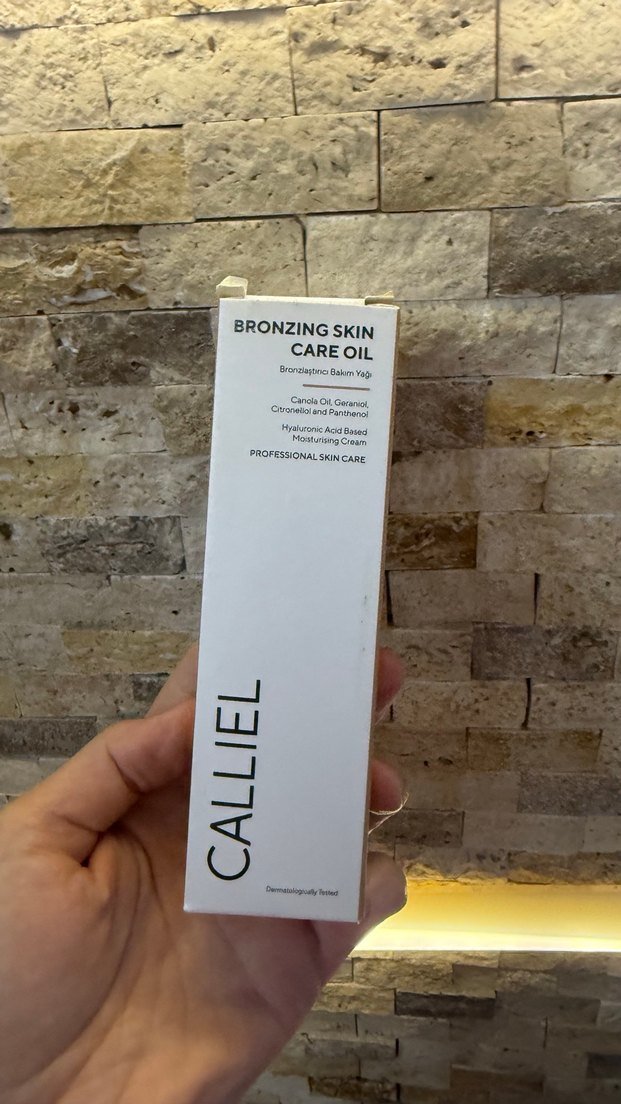 BRONZING SKIN
CARE OIL
Bronzlaştırıcı Bakım Yağı
Canola Oil, Geraniol,
Citronellol and Panthenol
Hyaluronic Acid Based
Moisturising Cream
PROFESSIONAL SKIN CARE
CALLIEL
Dermatologically Tested